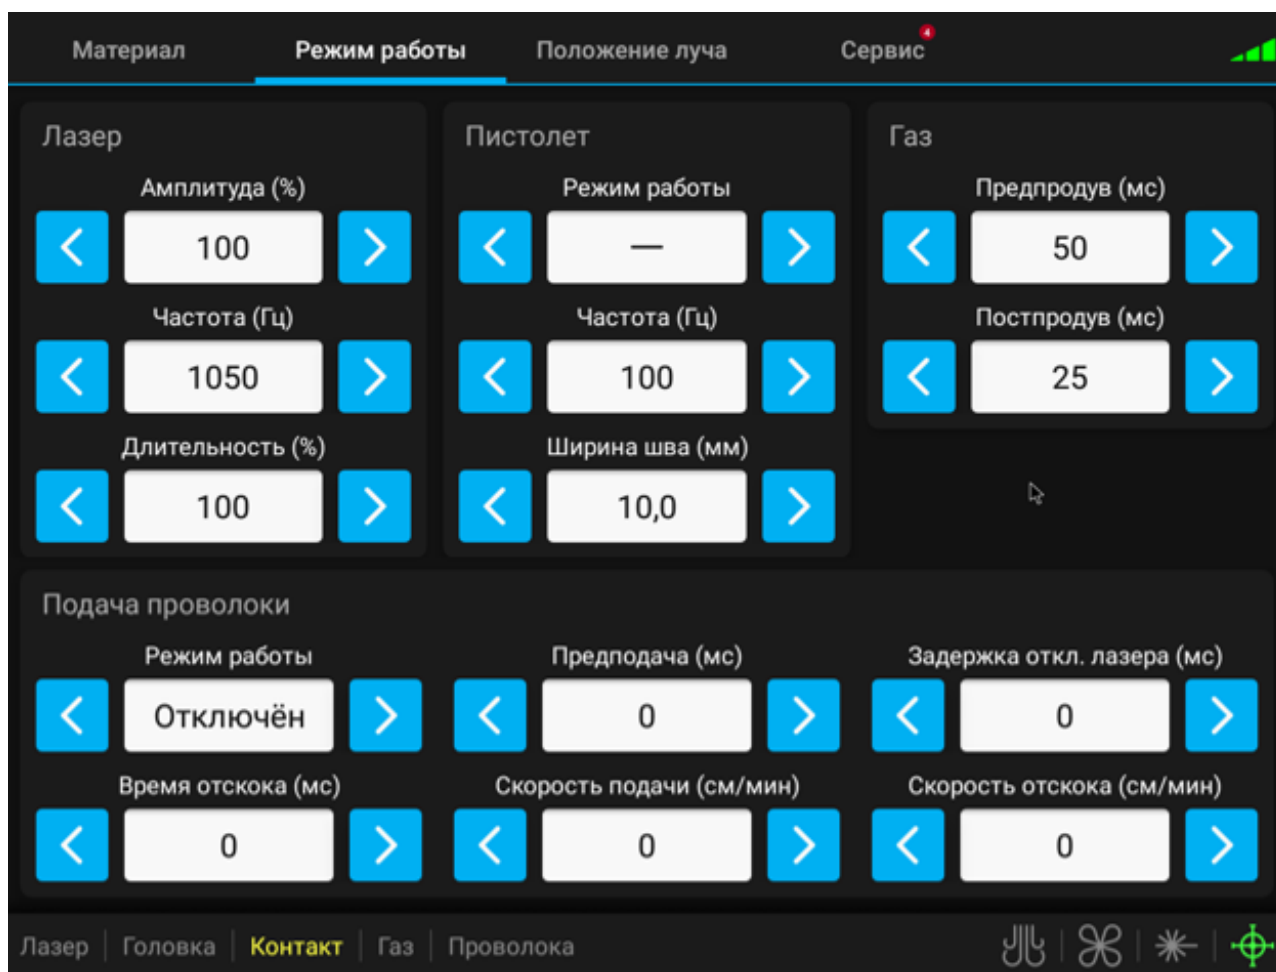 Материал Режим работы Положение луча Сервис 4
Лазер
Амплитуда (%)
100
Частота (Гц)
1050
Длительность (%)
100
Пистолет
Режим работы
—
Частота (Гц)
100
Ширина шва (мм)
10,0
Газ
Предпродув (мс)
50
Постпродув (мс)
25
Подача проволоки
Режим работы
Отключён
Предподача (мс)
0
Задержка откл. лазера (мс)
0
Время отскока (мс)
0
Скорость подачи (см/мин)
0
Скорость отскока (см/мин)
0
Лазер Головка Контакт Газ Проволока